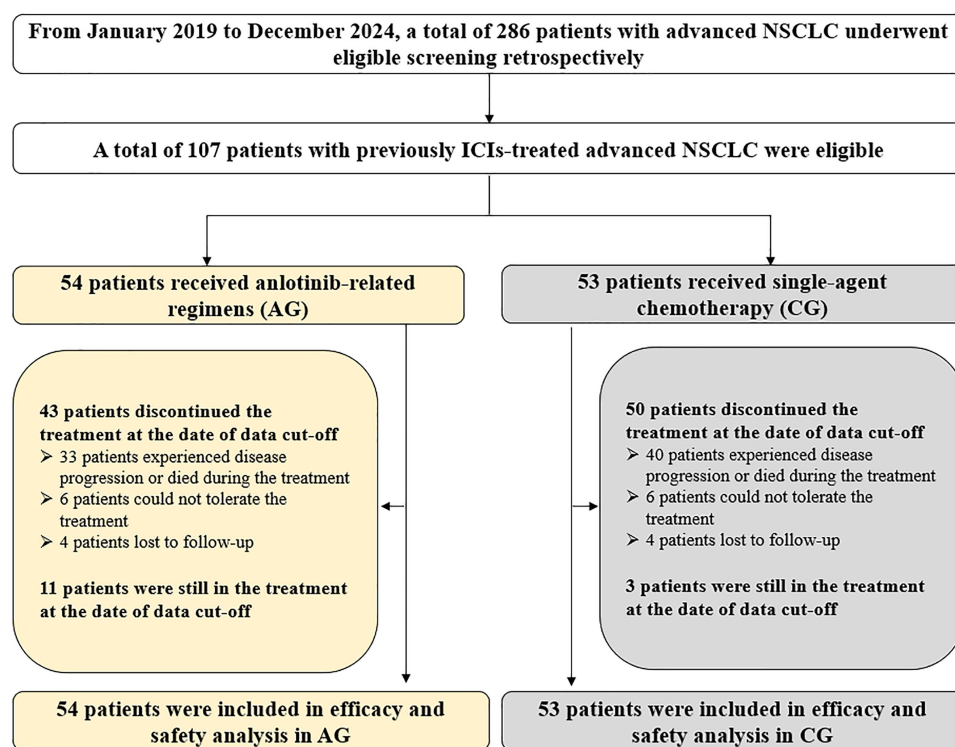 From January 2019 to December 2024, a total of 286 patients with advanced NSCLC underwent
eligible screening retrospectively
A total of 107 patients with previously ICIs-treated advanced NSCLC were eligible
54 patients received anlotinib-related
regimens (AG)
53 patients received single-agent
chemotherapy (CG)
43 patients discontinued the
treatment at the date of data cut-off
➢ 33 patients experienced disease
progression or died during the treatment
➢ 6 patients could not tolerate the
treatment
➢ 4 patients lost to follow-up
11 patients were still in the treatment
at the date of data cut-off
50 patients discontinued the
treatment at the date of data cut-off
➢ 40 patients experienced disease
progression or died during the treatment
➢ 6 patients could not tolerate the
treatment
➢ 4 patients lost to follow-up
3 patients were still in the treatment
at the date of data cut-off
54 patients were included in efficacy and
safety analysis in AG
53 patients were included in efficacy and
safety analysis in CG